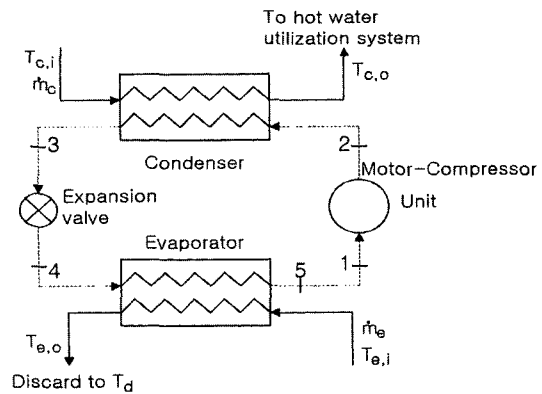 To hot water
utilization system
T_c,i
ṁ_c
T_c,o
3
2
Condenser
Motor-Compressor
Unit
Expansion
valve
Evaporator
4
5
1
T_e,o
ṁ_e
T_e,i
Discard to T_d